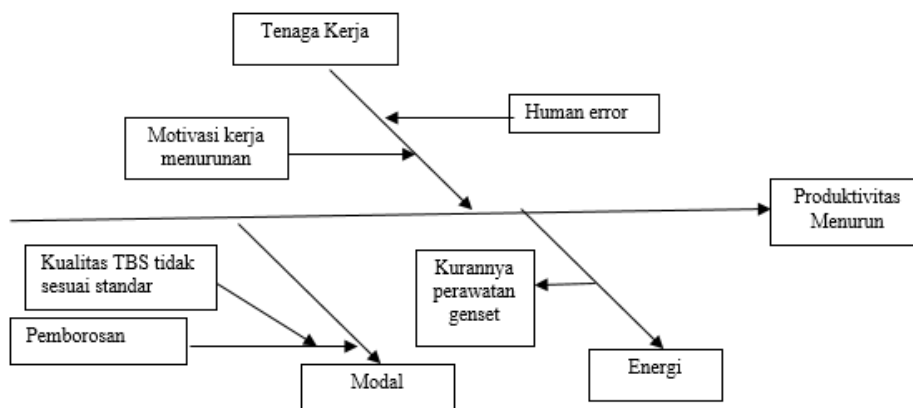 Tenaga Kerja
Human error
Motivasi kerja
menurunan
Produktivitas
Menurun
Kualitas TBS tidak
sesuai standar
Kurannya
perawatan
genset
Pemborosan
Energi
Modal